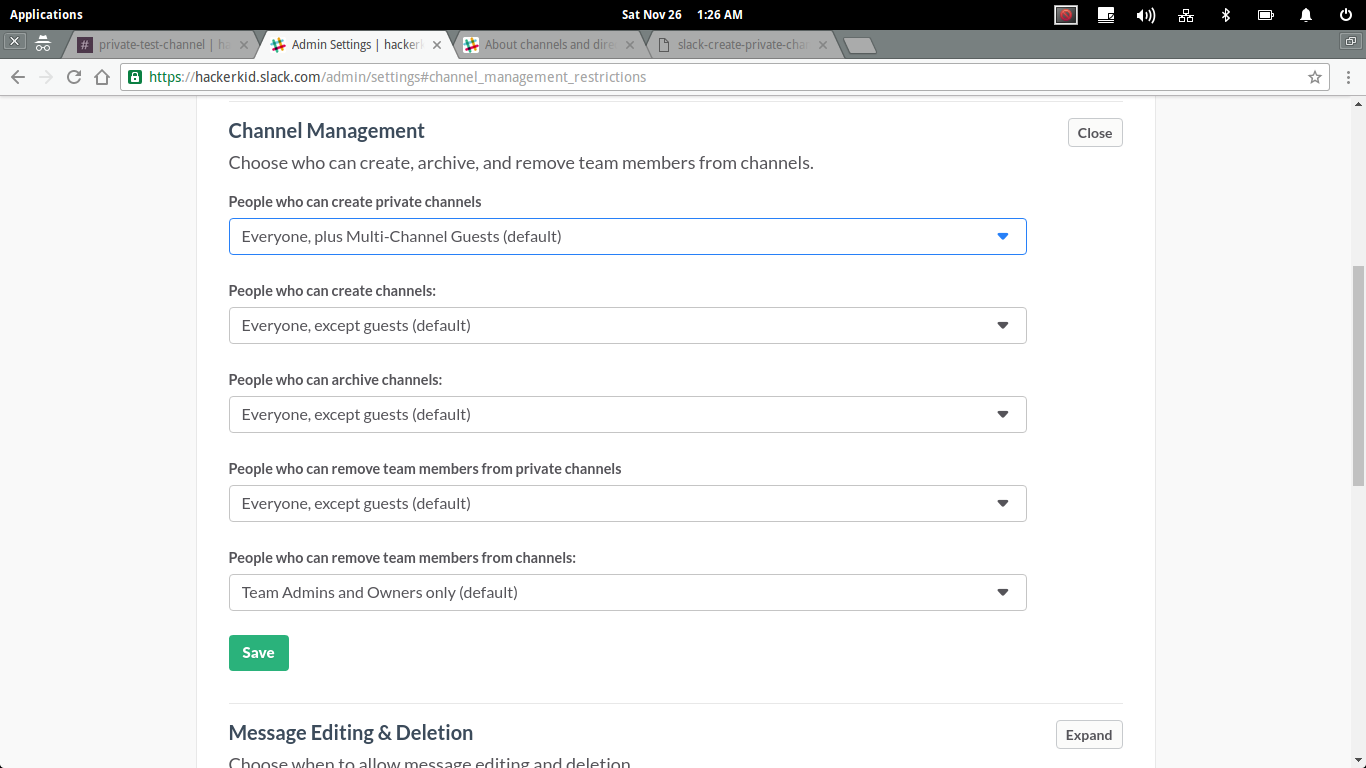 Applications
Sat Nov 26 1:26 AM
private-test-channel | ha
Admin Settings | hackerk
About channels and dire
slack-create-private-cha
https://hackerkid.slack.com/admin/settings#channel_management_restrictions
Channel Management
Close
Choose who can create, archive, and remove team members from channels.
People who can create private channels
Everyone, plus Multi-Channel Guests (default)
People who can create channels:
Everyone, except guests (default)
People who can archive channels:
Everyone, except guests (default)
People who can remove team members from private channels
Everyone, except guests (default)
People who can remove team members from channels:
Team Admins and Owners only (default)
Save
Message Editing & Deletion
Expand
Choose when to allow message editing and deletion